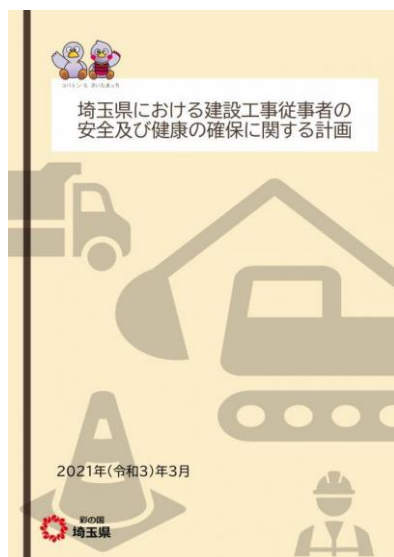 コバトン & さいたまっち
埼玉県における建設工事従事者の
安全及び健康の確保に関する計画
2021年(令和3)年3月
彩の国
埼玉県